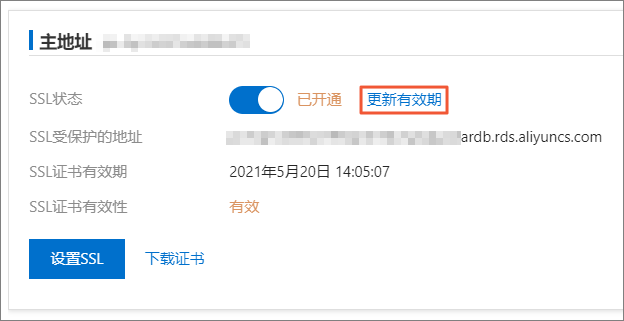 主地址
SSL状态 已开通 更新有效期
SSL受保护的地址 ardb.rds.aliyuncs.com
SSL证书有效期 2021年5月20日 14:05:07
SSL证书有效性 有效
设置SSL 下载证书